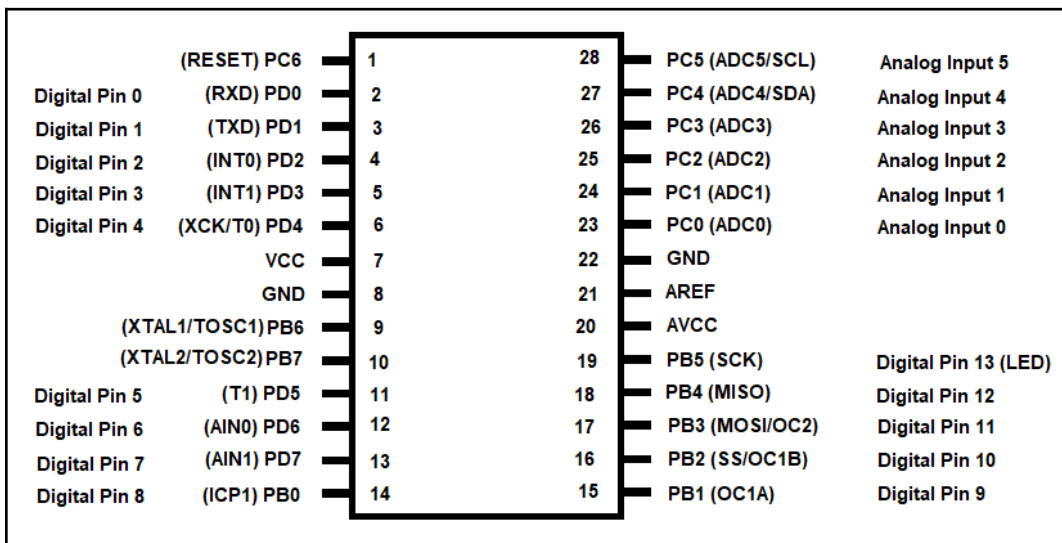 (RESET) PC6 1 28 PC5 (ADC5/SCL) Analog Input 5
Digital Pin 0 (RXD) PD0 2 27 PC4 (ADC4/SDA) Analog Input 4
Digital Pin 1 (TXD) PD1 3 26 PC3 (ADC3) Analog Input 3
Digital Pin 2 (INT0) PD2 4 25 PC2 (ADC2) Analog Input 2
Digital Pin 3 (INT1) PD3 5 24 PC1 (ADC1) Analog Input 1
Digital Pin 4 (XCK/T0) PD4 6 23 PC0 (ADC0) Analog Input 0
VCC 7 22 GND
GND 8 21 AREF
(XTAL1/TOSC1) PB6 9 20 AVCC
(XTAL2/TOSC2) PB7 10 19 PB5 (SCK) Digital Pin 13 (LED)
Digital Pin 5 (T1) PD5 11 18 PB4 (MISO) Digital Pin 12
Digital Pin 6 (AIN0) PD6 12 17 PB3 (MOSI/OC2) Digital Pin 11
Digital Pin 7 (AIN1) PD7 13 16 PB2 (SS/OC1B) Digital Pin 10
Digital Pin 8 (ICP1) PB0 14 15 PB1 (OC1A) Digital Pin 9